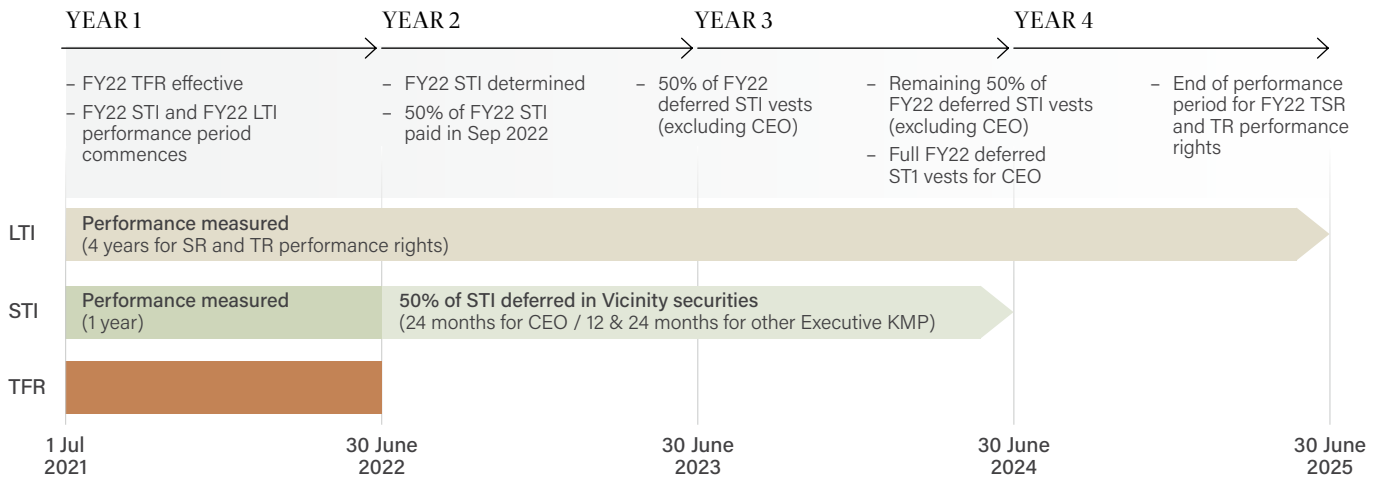 YEAR 1
YEAR 2
YEAR 3
YEAR 4
– FY22 TFR effective
– FY22 STI and FY22 LTI
performance period
commences
– FY22 STI determined
– 50% of FY22 STI
paid in Sep 2022
– 50% of FY22
deferred STI vests
(excluding CEO)
– Remaining 50% of
FY22 deferred STI vests
(excluding CEO)
– Full FY22 deferred
ST1 vests for CEO
– End of performance
period for FY22 TSR
and TR performance
rights
LTI
Performance measured
(4 years for SR and TR performance rights)
STI
Performance measured
(1 year)
50% of STI deferred in Vicinity securities
(24 months for CEO / 12 & 24 months for other Executive KMP)
TFR
1 Jul
2021
30 June
2022
30 June
2023
30 June
2024
30 June
2025